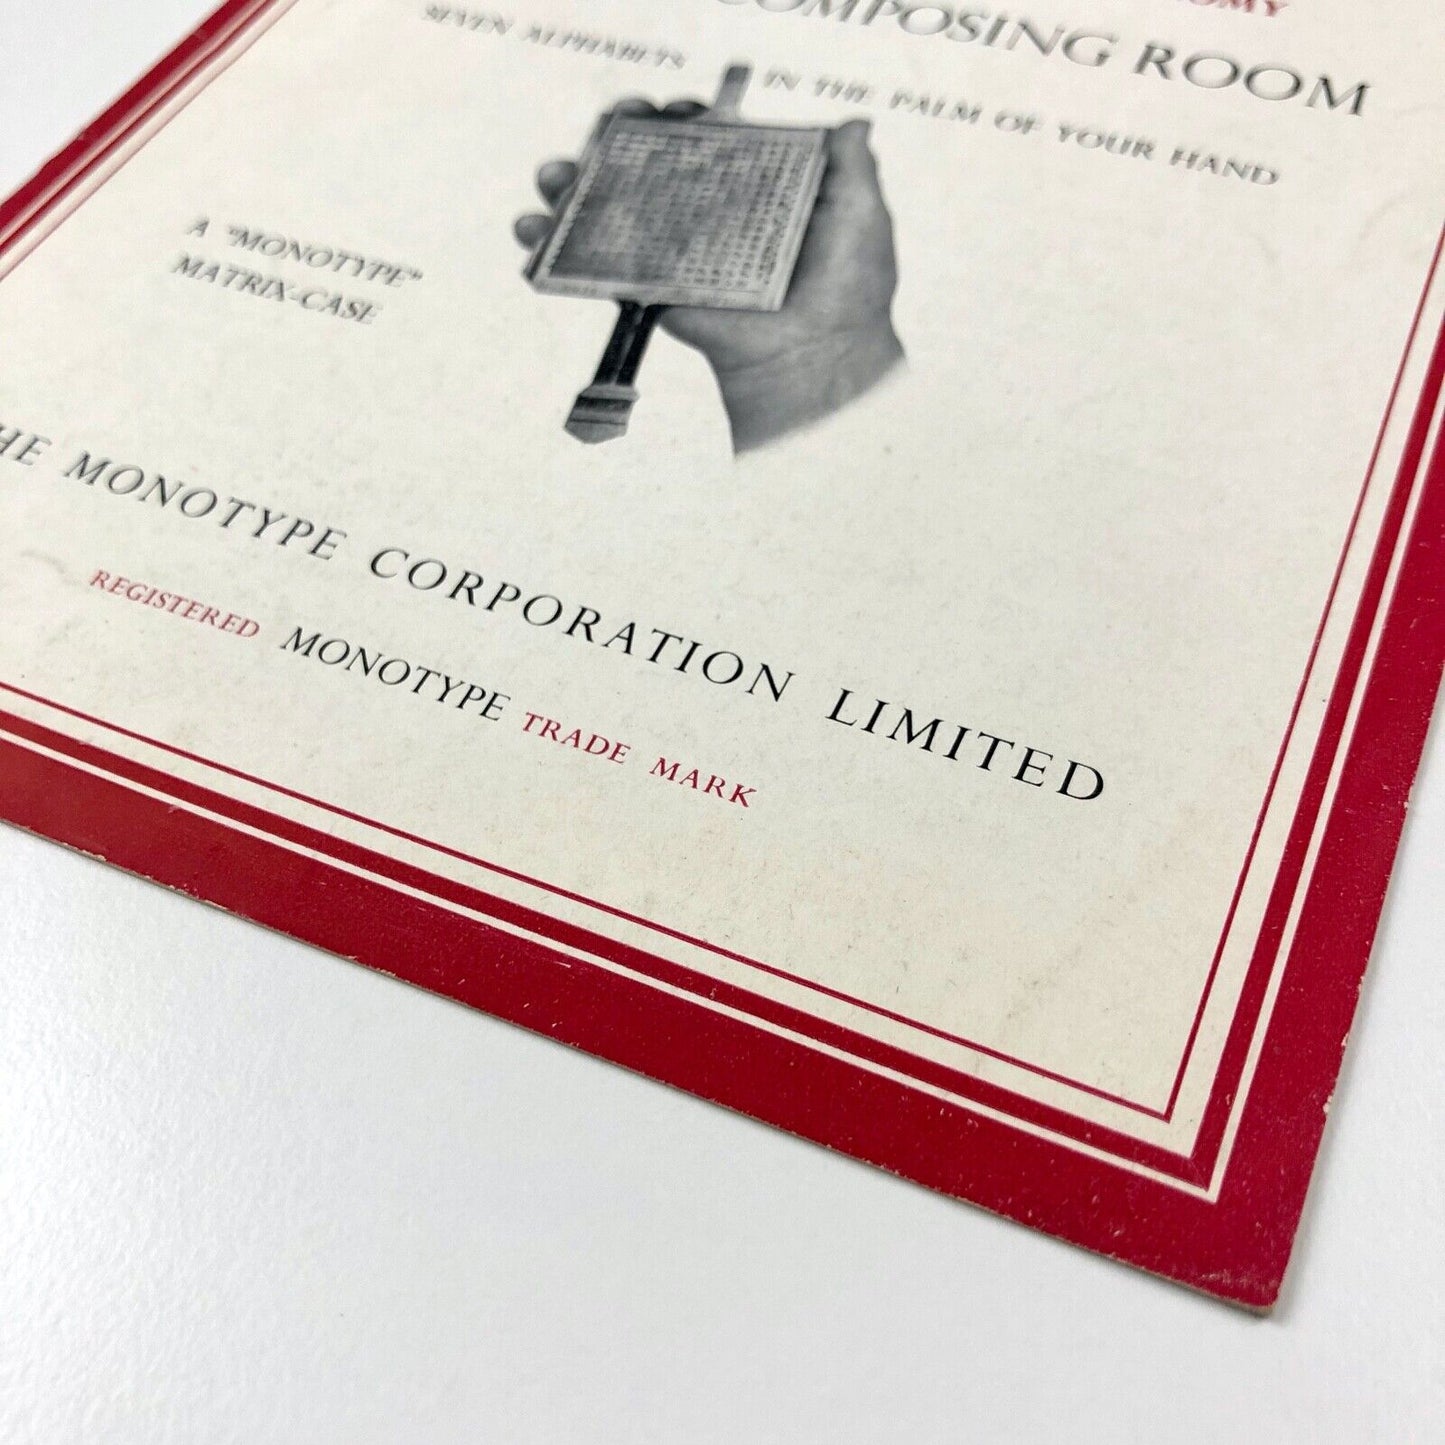 COMPOSING ROOM
SEVEN ALPHABETS IN THE PALM OF YOUR HAND
A "MONOTYPE"
MATRIX-CASE
THE MONOTYPE CORPORATION LIMITED
REGISTERED MONOTYPE TRADE MARK